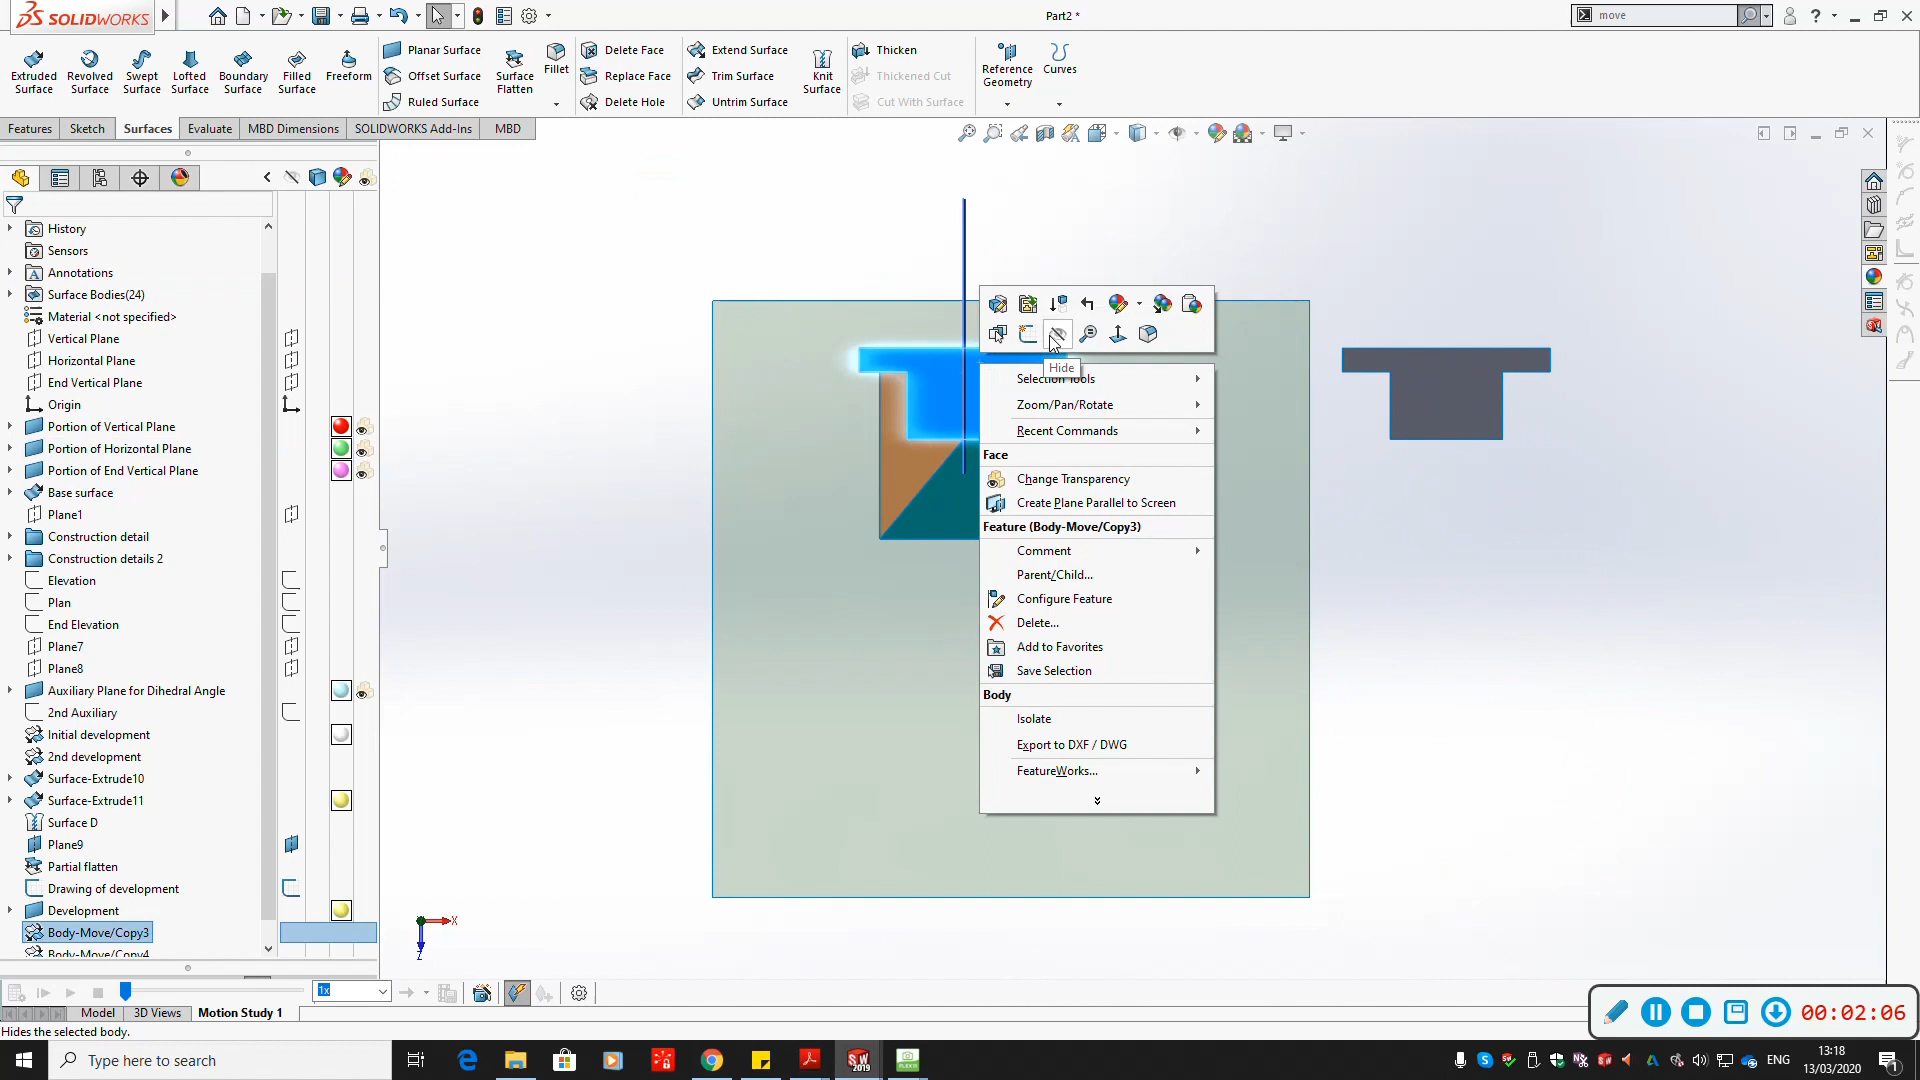 SOLIDWORKS
Part2 *
move
Extruded Surface
Revolved Surface
Swept Surface
Lofted Surface
Boundary Surface
Filled Surface
Freeform
Planar Surface
Offset Surface
Ruled Surface
Surface Flatten
Fillet
Delete Face
Replace Face
Delete Hole
Extend Surface
Trim Surface
Untrim Surface
Knit Surface
Thicken
Thickened Cut
Cut With Surface
Reference Geometry
Curves
Features
Sketch
Surfaces
Evaluate
MBD Dimensions
SOLIDWORKS Add-Ins
MBD
History
Sensors
Annotations
Surface Bodies(24)
Material <not specified>
Vertical Plane
Horizontal Plane
End Vertical Plane
Origin
Portion of Vertical Plane
Portion of Horizontal Plane
Portion of End Vertical Plane
Base surface
Plane1
Construction detail
Construction details 2
Elevation
Plan
End Elevation
Plane7
Plane8
Auxiliary Plane for Dihedral Angle
2nd Auxiliary
Initial development
2nd development
Surface-Extrude10
Surface-Extrude11
Surface D
Plane9
Partial flatten
Drawing of development
Development
Body-Move/Copy3
Body-Move/Copy4
Hide
Selection Tools
Zoom/Pan/Rotate
Recent Commands
Face
Change Transparency
Create Plane Parallel to Screen
Feature (Body-Move/Copy3)
Comment
Parent/Child...
Configure Feature
Delete...
Add to Favorites
Save Selection
Body
Isolate
Export to DXF / DWG
FeatureWorks...
X
Z
1x
Model
3D Views
Motion Study 1
Hides the selected body.
00:02:06
Type here to search
SW 2019
ENG
13:18
13/03/2020
1